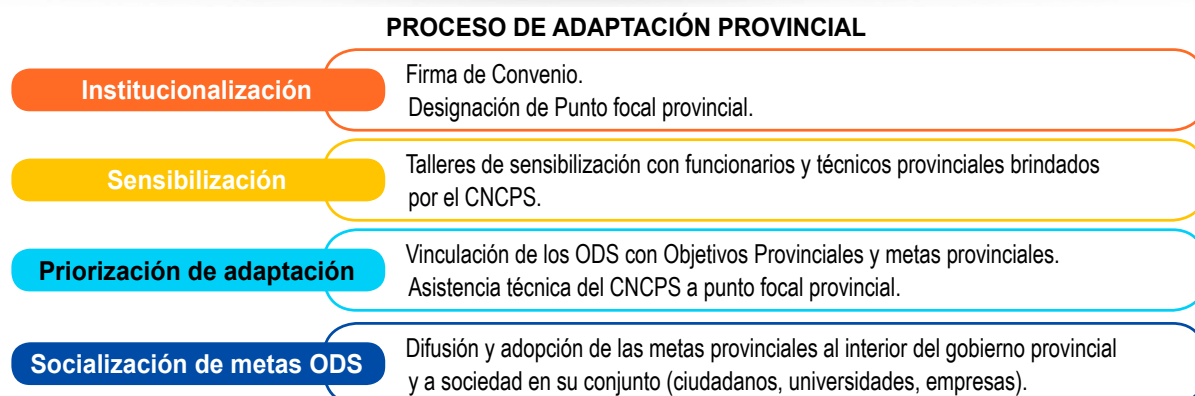 PROCESO DE ADAPTACIÓN PROVINCIAL
Institucionalización
Firma de Convenio.
Designación de Punto focal provincial.
Sensibilización
Talleres de sensibilización con funcionarios y técnicos provinciales brindados
por el CNCPS.
Priorización de adaptación
Vinculación de los ODS con Objetivos Provinciales y metas provinciales.
Asistencia técnica del CNCPS a punto focal provincial.
Socialización de metas ODS
Difusión y adopción de las metas provinciales al interior del gobierno provincial
y a sociedad en su conjunto (ciudadanos, universidades, empresas).